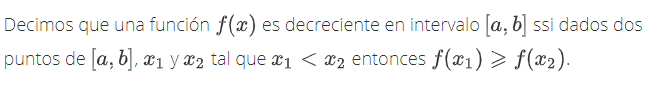 Decimos que una función f(x) es decreciente en intervalo [a, b] ssi dados dos
puntos de [a, b], x₁ y x₂ tal que x₁ < x₂ entonces f(x₁) ⩾ f(x₂).